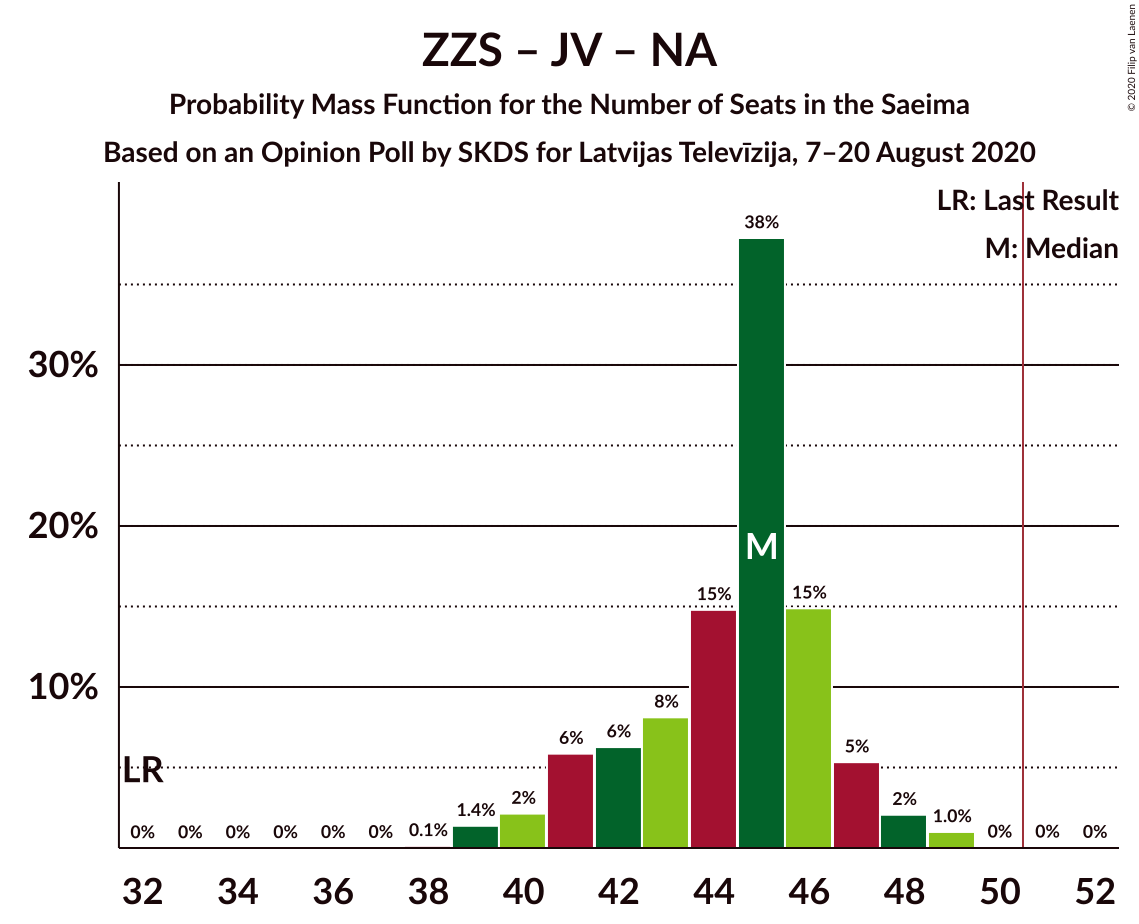 ZZS – JV – NA
Probability Mass Function for the Number of Seats in the Saeima
Based on an Opinion Poll by SKDS for Latvijas Televīzija, 7–20 August 2020
© 2020 Filip van Laenen
LR: Last Result
M: Median
38%
30%
20%
M
15% 15%
10%
8%
6% 6% 5%
LR
2% 2%
0% 0% 0% 0% 0% 0% 0.1% 1.4% 1.0% 0% 0% 0%
32 34 36 38 40 42 44 46 48 50 52